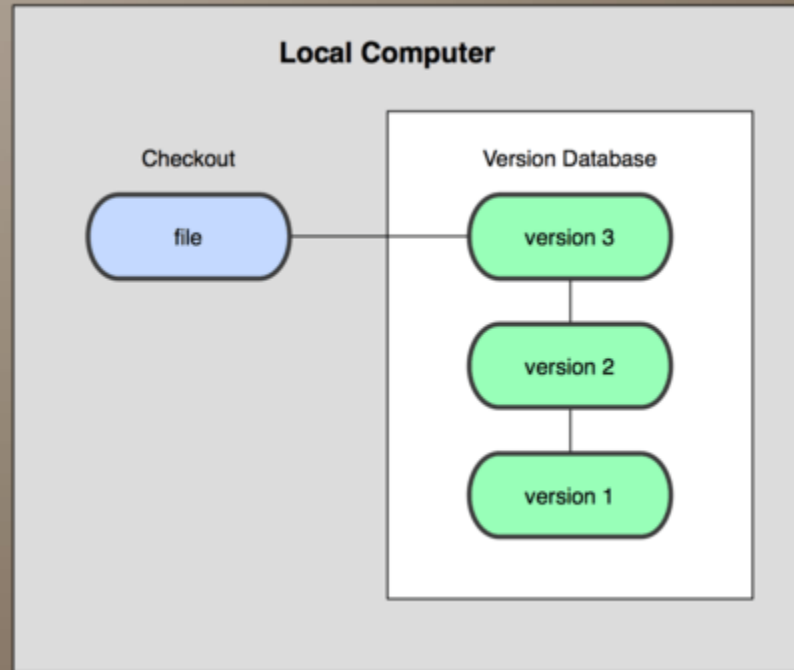 Local Computer
Checkout
Version Database
file
version 3
version 2
version 1